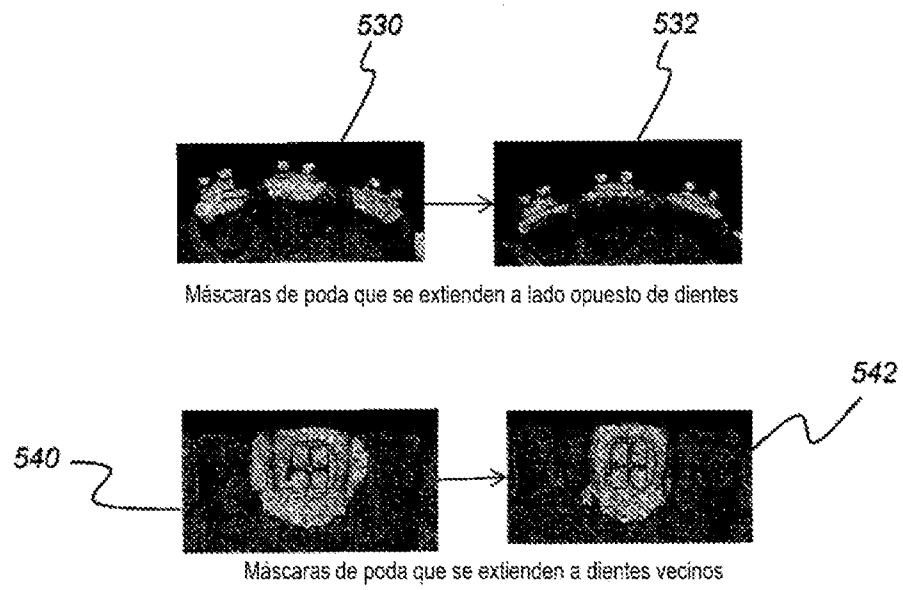 530
532
Máscaras de poda que se extienden a lado opuesto de dientes
540
542
Máscaras de poda que se extienden a dientes vecinos